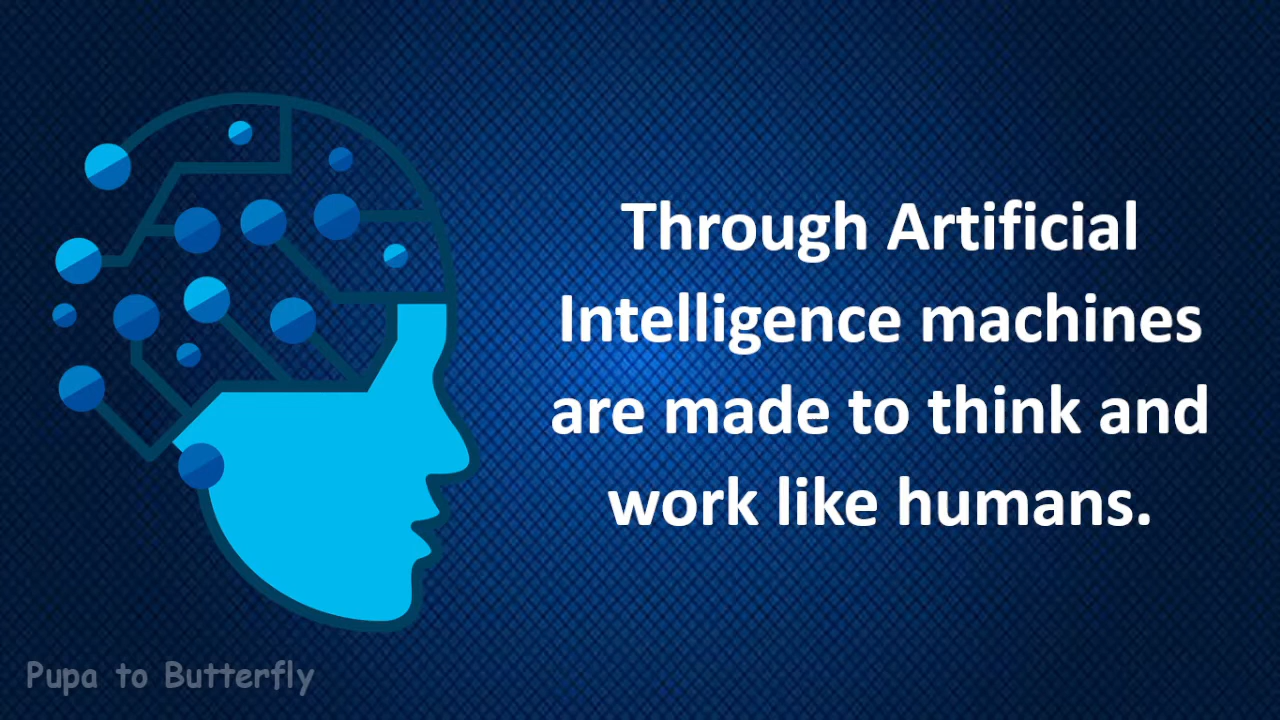 Through Artificial
Intelligence machines
are made to think and
work like humans.
Pupa to Butterfly